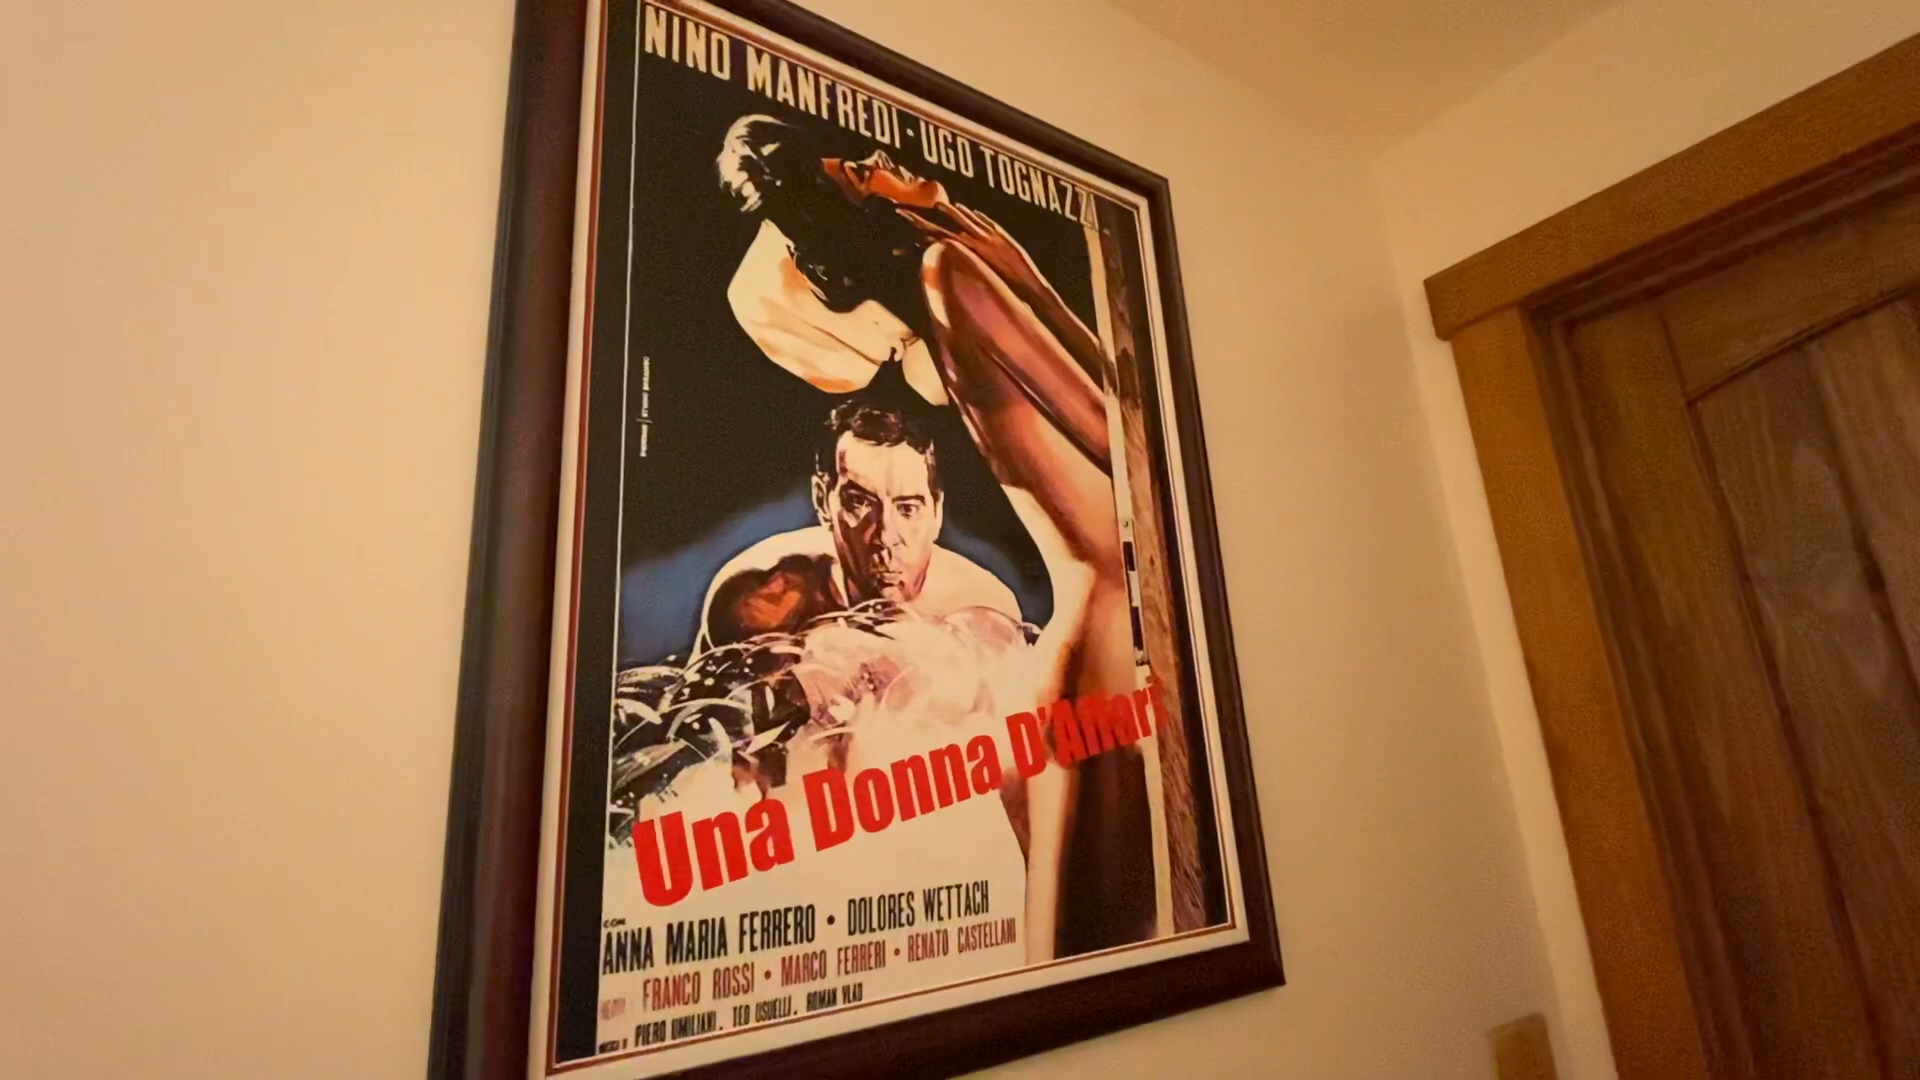 NINO MANFREDI · UGO TOGNAZZI
Una Donna D'Affari
CON
ANNA MARIA FERRERO · DOLORES WETTACH
FRANCO ROSSI · MARCO FERRERI · RENATO CASTELLANI
PIERO UMILIANI. TED USUELLI. ROMAN VLAD